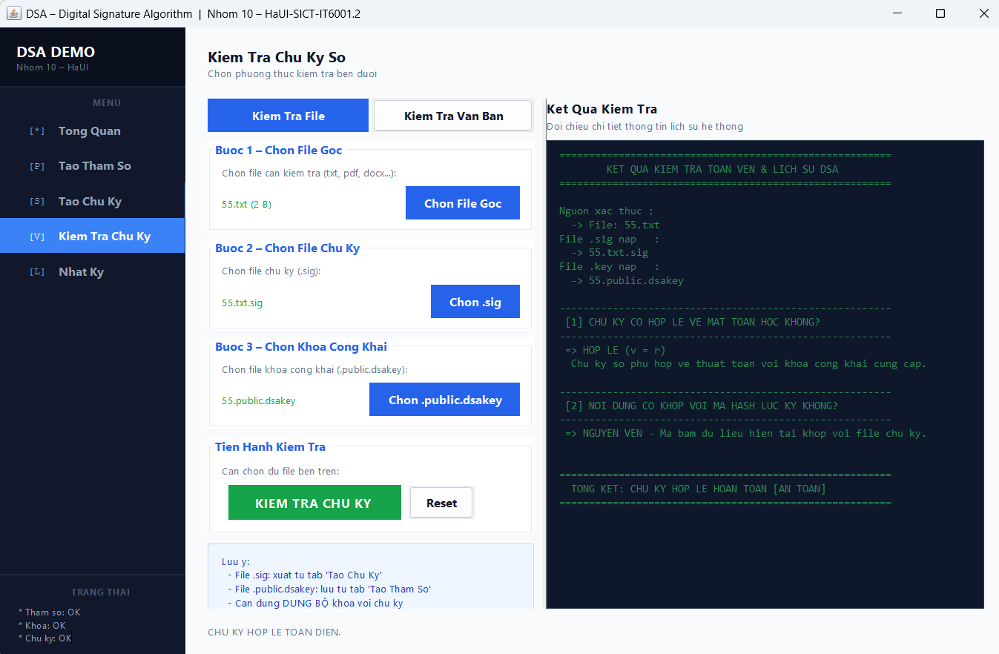 DSA – Digital Signature Algorithm | Nhom 10 – HaUI-SICT-IT6001.2
DSA DEMO
Nhom 10 – HaUI
MENU
[*] Tong Quan
[P] Tao Tham So
[S] Tao Chu Ky
[V] Kiem Tra Chu Ky
[L] Nhat Ky
TRANG THAI
* Tham so: OK
* Khoa: OK
* Chu ky: OK
Kiem Tra Chu Ky So
Chon phuong thuc kiem tra ben duoi
Kiem Tra File
Kiem Tra Van Ban
Buoc 1 – Chon File Goc
Chon file can kiem tra (txt, pdf, docx...):
55.txt (2 B)
Chon File Goc
Buoc 2 – Chon File Chu Ky
Chon file chu ky (.sig):
55.txt.sig
Chon .sig
Buoc 3 – Chon Khoa Cong Khai
Chon file khoa cong khai (.public.dsakey):
55.public.dsakey
Chon .public.dsakey
Tien Hanh Kiem Tra
Can chon du file ben tren:
KIEM TRA CHU KY
Reset
Luu y:
- File .sig: xuat tu tab 'Tao Chu Ky'
- File .public.dsakey: luu tu tab 'Tao Tham So'
- Can dung DUNG BỘ khoa voi chu ky
CHU KY HOP LE TOAN DIEN.
Ket Qua Kiem Tra
Doi chieu chi tiet thong tin lich su he thong
========================================================
KET QUA KIEM TRA TOAN VEN & LICH SU DSA
========================================================
Nguon xac thuc :
-> File: 55.txt
File .sig nap :
-> 55.txt.sig
File .key nap :
-> 55.public.dsakey
--------------------------------------------------------
[1] CHU KY CO HOP LE VE MAT TOAN HOC KHONG?
--------------------------------------------------------
=> HOP LE (v = r)
Chu ky so phu hop ve thuat toan voi khoa cong khai cung cap.
--------------------------------------------------------
[2] NOI DUNG CO KHOP VOI MA HASH LUC KY KHONG?
--------------------------------------------------------
=> NGUYEN VEN - Ma bam du lieu hien tai khop voi file chu ky.
========================================================
TONG KET: CHU KY HOP LE HOAN TOAN [AN TOAN]
========================================================